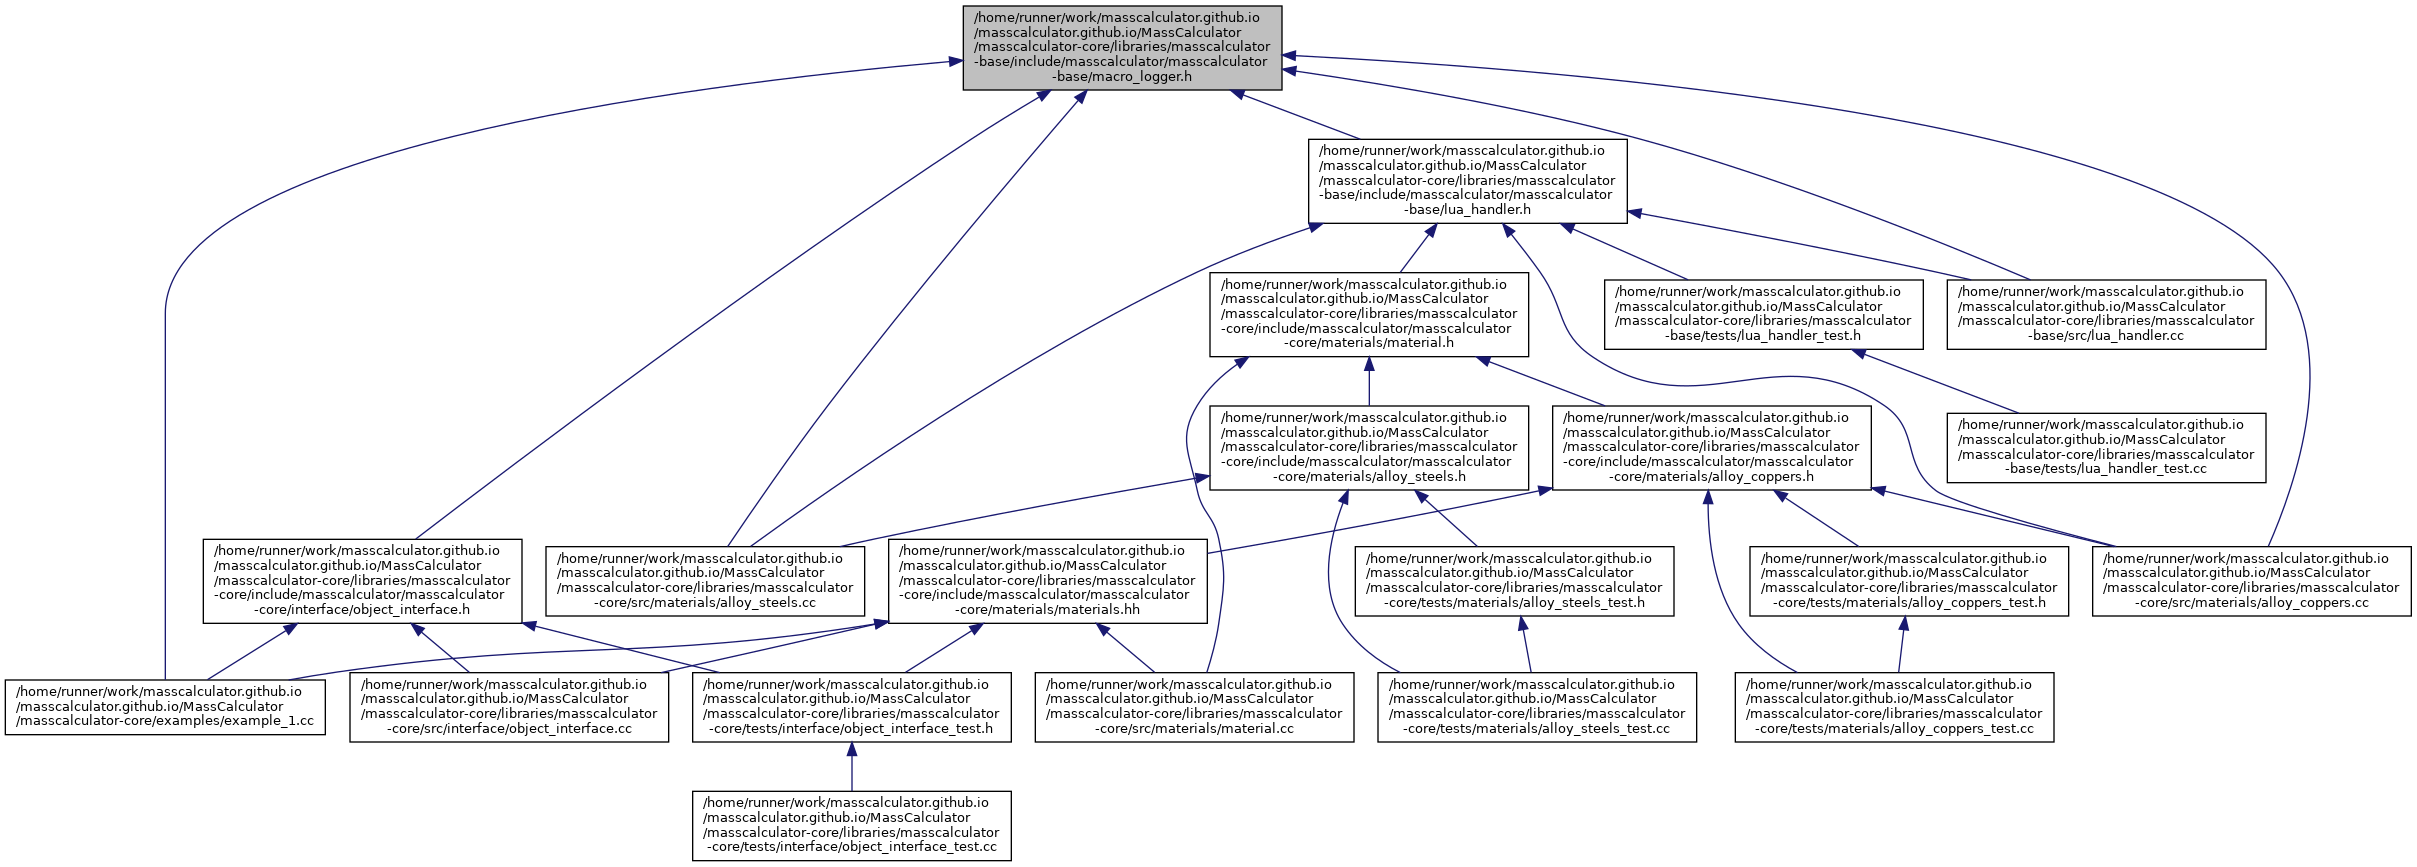 /home/runner/work/masscalculator.github.io
/masscalculator.github.io/MassCalculator
/masscalculator-core/libraries/masscalculator
-base/include/masscalculator/masscalculator
-base/macro_logger.h
/home/runner/work/masscalculator.github.io
/masscalculator.github.io/MassCalculator
/masscalculator-core/libraries/masscalculator
-base/include/masscalculator/masscalculator
-base/lua_handler.h
/home/runner/work/masscalculator.github.io
/masscalculator.github.io/MassCalculator
/masscalculator-core/libraries/masscalculator
-core/include/masscalculator/masscalculator
-core/materials/material.h
/home/runner/work/masscalculator.github.io
/masscalculator.github.io/MassCalculator
/masscalculator-core/libraries/masscalculator
-base/tests/lua_handler_test.h
/home/runner/work/masscalculator.github.io
/masscalculator.github.io/MassCalculator
/masscalculator-core/libraries/masscalculator
-base/src/lua_handler.cc
/home/runner/work/masscalculator.github.io
/masscalculator.github.io/MassCalculator
/masscalculator-core/libraries/masscalculator
-core/include/masscalculator/masscalculator
-core/materials/alloy_steels.h
/home/runner/work/masscalculator.github.io
/masscalculator.github.io/MassCalculator
/masscalculator-core/libraries/masscalculator
-core/include/masscalculator/masscalculator
-core/materials/alloy_coppers.h
/home/runner/work/masscalculator.github.io
/masscalculator.github.io/MassCalculator
/masscalculator-core/libraries/masscalculator
-base/tests/lua_handler_test.cc
/home/runner/work/masscalculator.github.io
/masscalculator.github.io/MassCalculator
/masscalculator-core/libraries/masscalculator
-core/include/masscalculator/masscalculator
-core/interface/object_interface.h
/home/runner/work/masscalculator.github.io
/masscalculator.github.io/MassCalculator
/masscalculator-core/libraries/masscalculator
-core/src/materials/alloy_steels.cc
/home/runner/work/masscalculator.github.io
/masscalculator.github.io/MassCalculator
/masscalculator-core/libraries/masscalculator
-core/include/masscalculator/masscalculator
-core/materials/materials.hh
/home/runner/work/masscalculator.github.io
/masscalculator.github.io/MassCalculator
/masscalculator-core/libraries/masscalculator
-core/tests/materials/alloy_steels_test.h
/home/runner/work/masscalculator.github.io
/masscalculator.github.io/MassCalculator
/masscalculator-core/libraries/masscalculator
-core/tests/materials/alloy_coppers_test.h
/home/runner/work/masscalculator.github.io
/masscalculator.github.io/MassCalculator
/masscalculator-core/libraries/masscalculator
-core/src/materials/alloy_coppers.cc
/home/runner/work/masscalculator.github.io
/masscalculator.github.io/MassCalculator
/masscalculator-core/examples/example_1.cc
/home/runner/work/masscalculator.github.io
/masscalculator.github.io/MassCalculator
/masscalculator-core/libraries/masscalculator
-core/src/interface/object_interface.cc
/home/runner/work/masscalculator.github.io
/masscalculator.github.io/MassCalculator
/masscalculator-core/libraries/masscalculator
-core/tests/interface/object_interface_test.h
/home/runner/work/masscalculator.github.io
/masscalculator.github.io/MassCalculator
/masscalculator-core/libraries/masscalculator
-core/src/materials/material.cc
/home/runner/work/masscalculator.github.io
/masscalculator.github.io/MassCalculator
/masscalculator-core/libraries/masscalculator
-core/tests/materials/alloy_steels_test.cc
/home/runner/work/masscalculator.github.io
/masscalculator.github.io/MassCalculator
/masscalculator-core/libraries/masscalculator
-core/tests/materials/alloy_coppers_test.cc
/home/runner/work/masscalculator.github.io
/masscalculator.github.io/MassCalculator
/masscalculator-core/libraries/masscalculator
-core/tests/interface/object_interface_test.cc